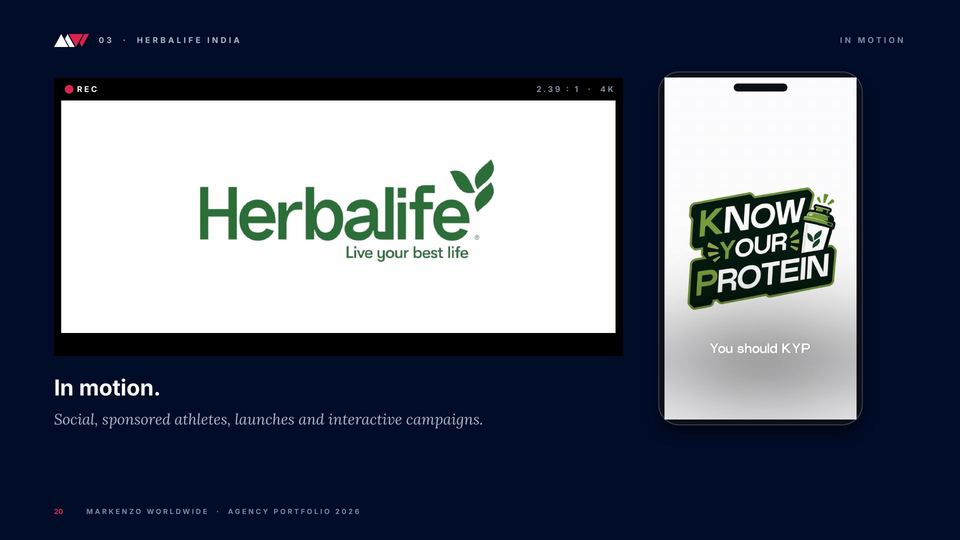 03 · HERBALIFE INDIA
IN MOTION
REC
2.39 : 1 · 4K
Herbalife®
Live your best life
KNOW
YOUR
PROTEIN
You should KYP
In motion.
Social, sponsored athletes, launches and interactive campaigns.
20 MARKENZO WORLDWIDE · AGENCY PORTFOLIO 2026